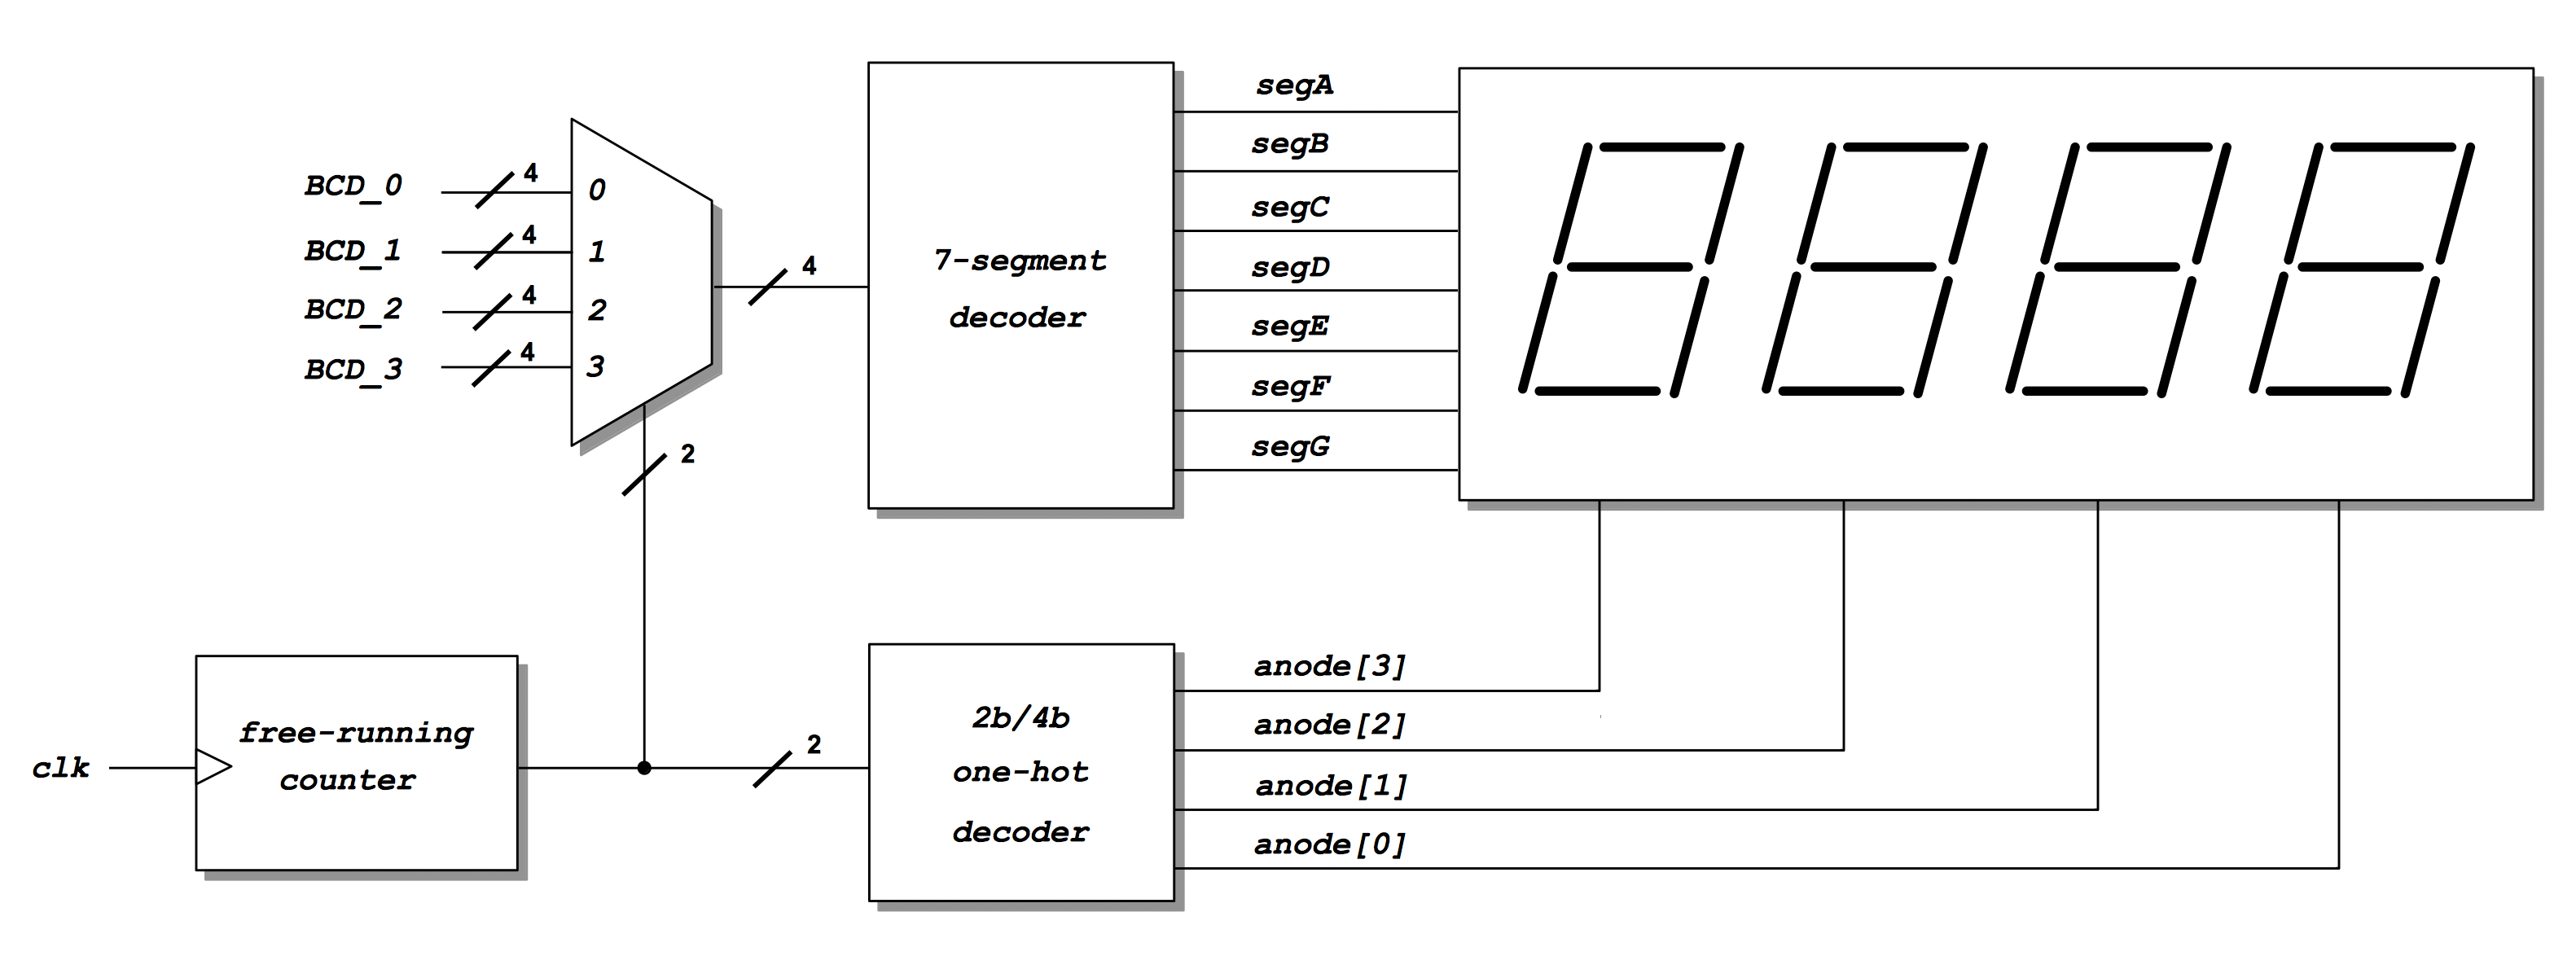 segA
segB
segC
segD
segE
segF
segG
BCD_0
4
0
BCD_1
4
1
BCD_2
4
2
BCD_3
4
3
4
7-segment
decoder
2
clk
free-running
counter
2
2b/4b
one-hot
decoder
anode[3]
anode[2]
anode[1]
anode[0]